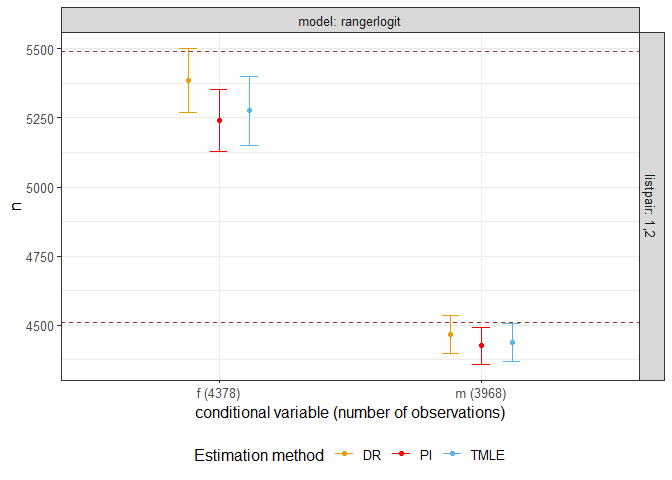 model: rangerlogit
5500
5250
5000
4750
4500
n
listpair: 1,2
f (4378)
m (3968)
conditional variable (number of observations)
Estimation method DR PI TMLE